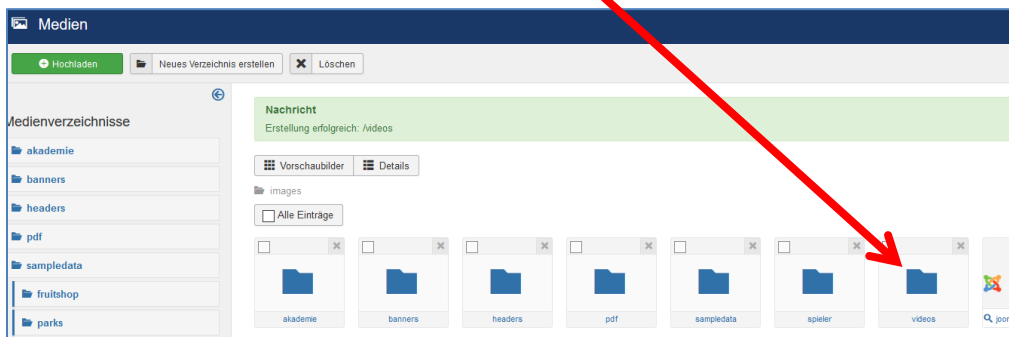 Medien
Hochladen Neues Verzeichnis erstellen Löschen
Medienverzeichnisse
akademie
banners
headers
pdf
sampledata
fruitshop
parks
Nachricht
Erstellung erfolgreich: /videos
Vorschaubilder Details
images
Alle Einträge
akademie banners headers pdf sampledata spieler videos